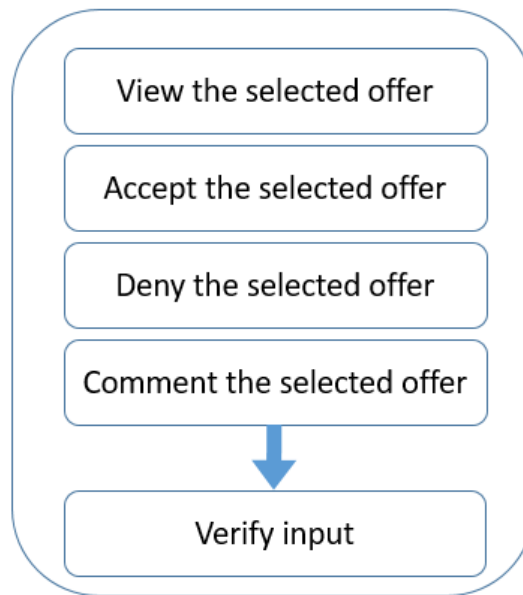 View the selected offer
Accept the selected offer
Deny the selected offer
Comment the selected offer
Verify input